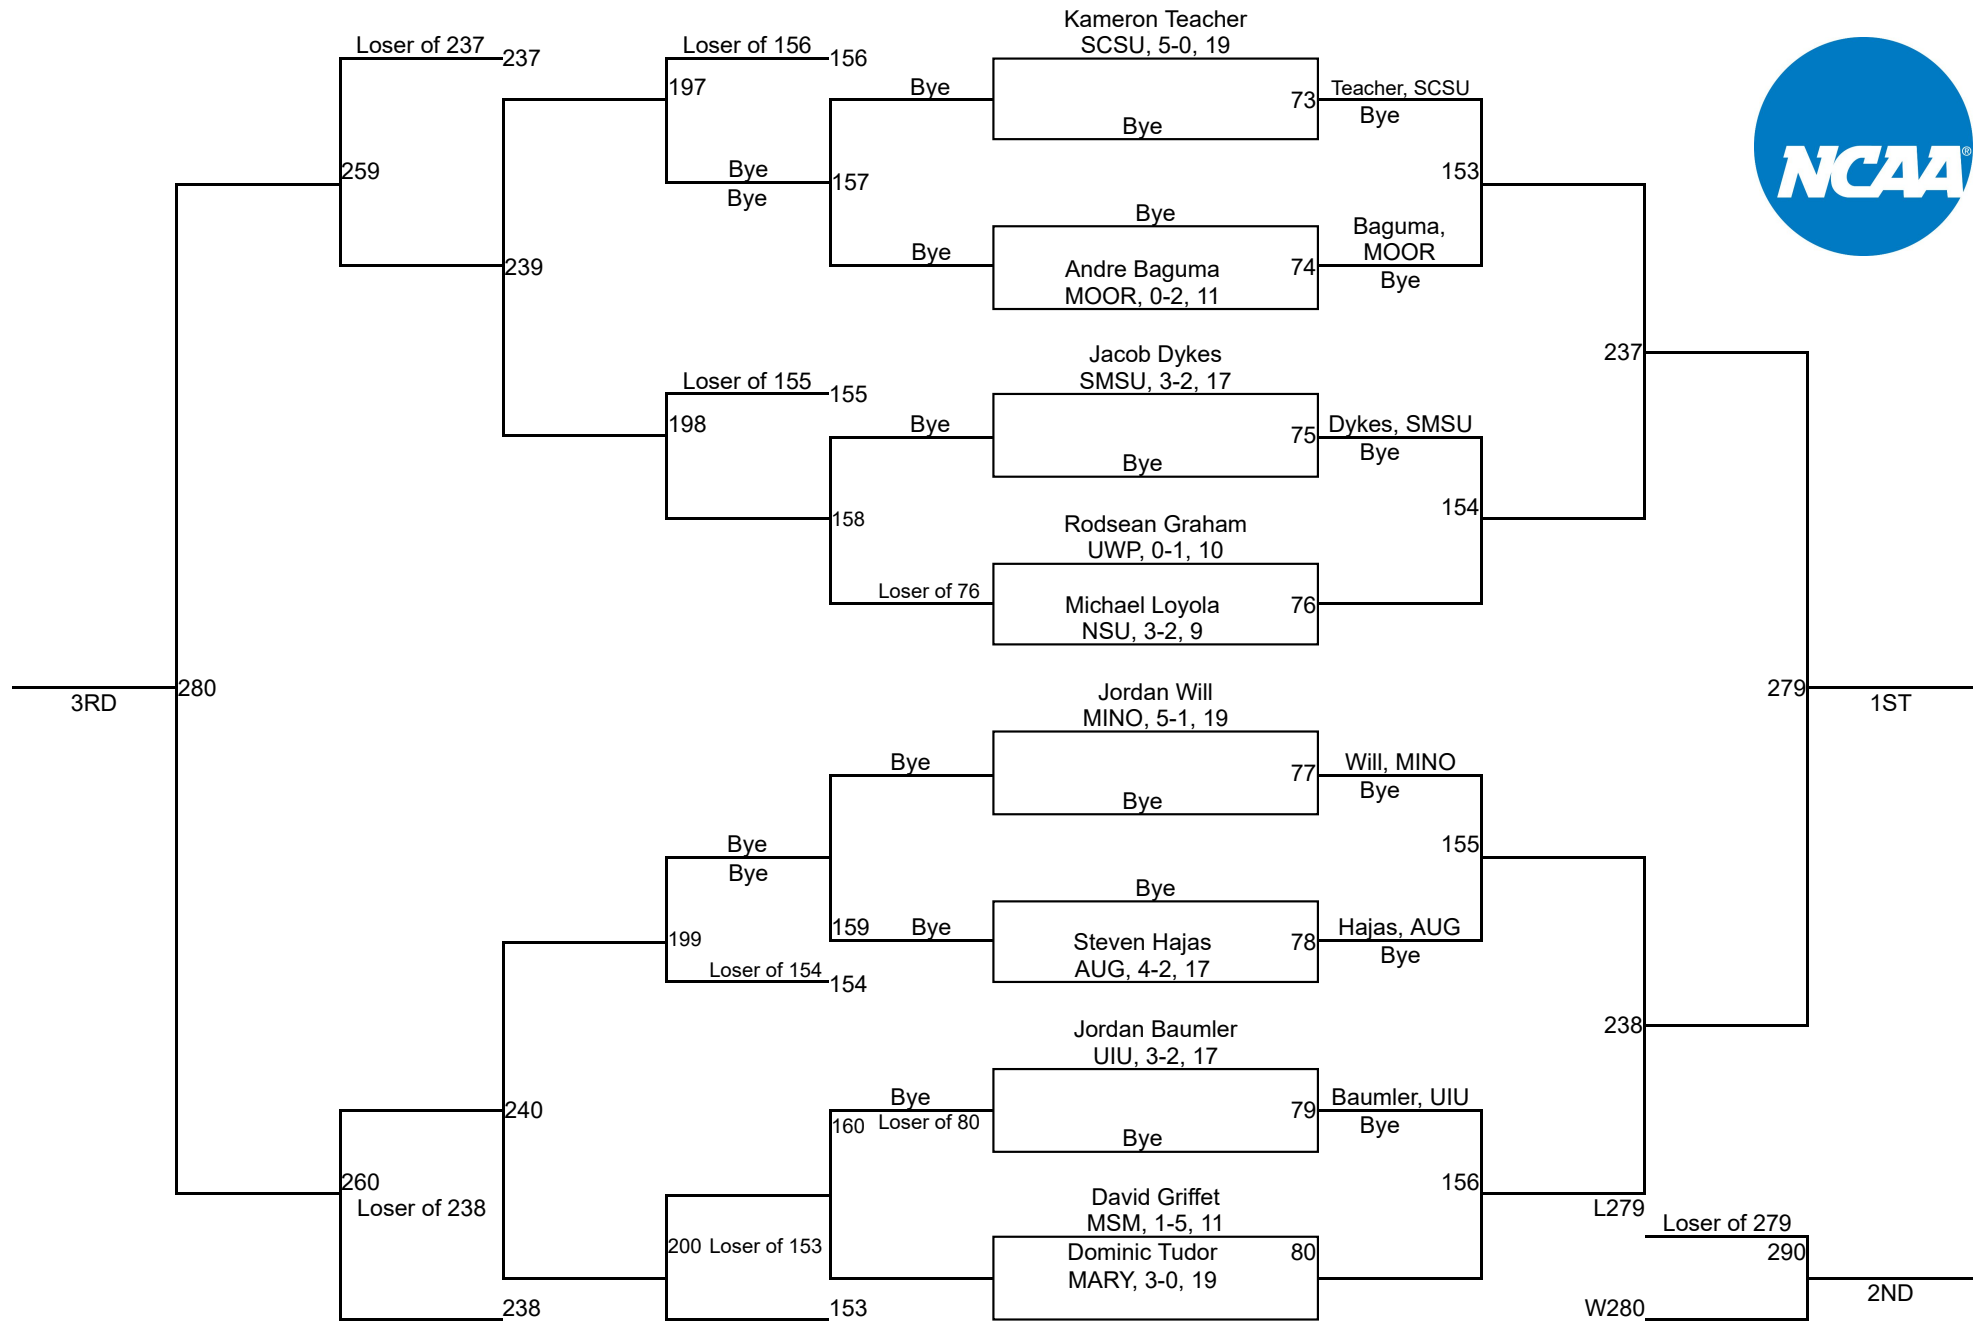 Kameron Teacher
SCSU, 5-0, 19
Loser of 237
237
Loser of 156
156
197
Bye
73
Teacher, SCSU
Bye
Bye
259
Bye
Bye
157
153
NCAA®
Bye
Bye
Baguma,
MOOR
239
Andre Baguma
MOOR, 0-2, 11
74
Bye
Jacob Dykes
SMSU, 3-2, 17
237
Loser of 155
155
198
Bye
75
Dykes, SMSU
Bye
Bye
158
154
Rodsean Graham
UWP, 0-1, 10
Loser of 76
Michael Loyola
NSU, 3-2, 9
76
3RD
280
279
1ST
Jordan Will
MINO, 5-1, 19
Bye
77
Will, MINO
Bye
Bye
Bye
Bye
155
Bye
159
Bye
199
Steven Hajas
AUG, 4-2, 17
78
Hajas, AUG
Bye
Loser of 154
154
Jordan Baumler
UIU, 3-2, 17
238
240
Bye
160
Loser of 80
79
Baumler, UIU
Bye
Bye
260
Loser of 238
156
David Griffet
MSM, 1-5, 11
L279
Loser of 279
200
Loser of 153
Dominic Tudor
MARY, 3-0, 19
80
290
2ND
238
153
W280